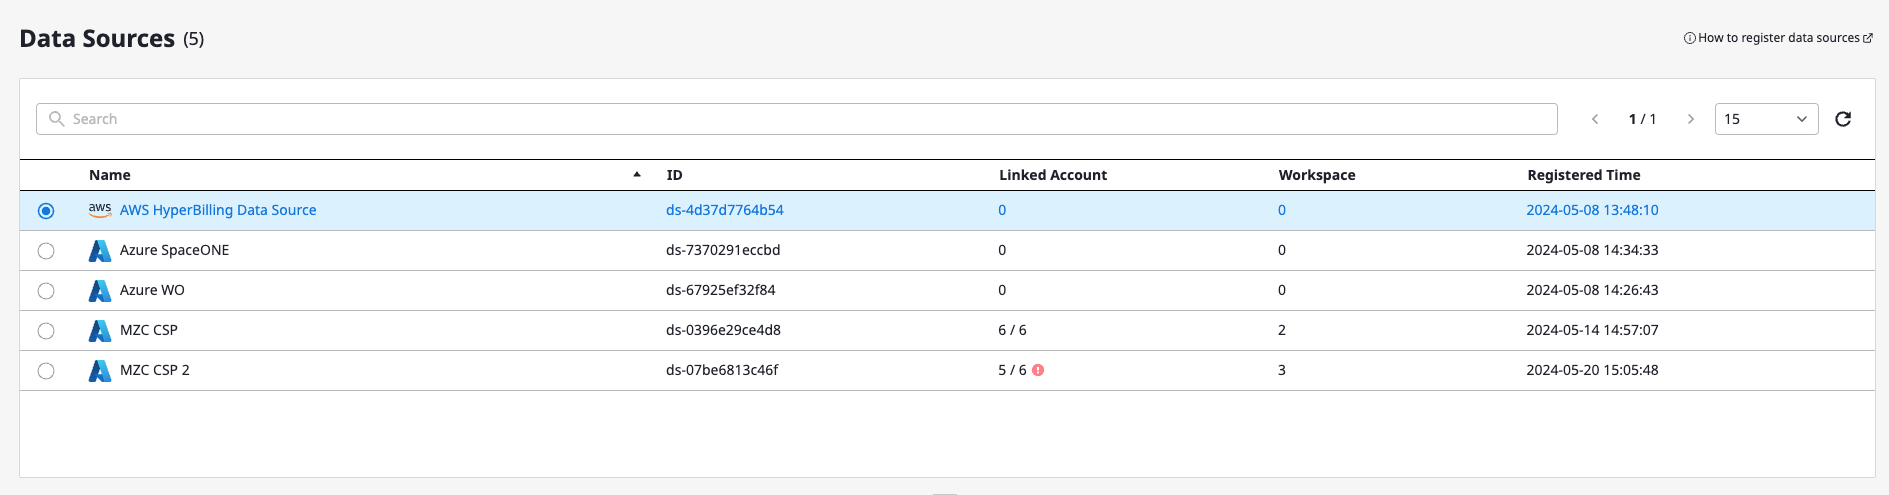 Data Sources (5)
How to register data sources
Search
1 / 1
15
Name ID Linked Account Workspace Registered Time
aws AWS HyperBilling Data Source ds-4d37d7764b54 0 0 2024-05-08 13:48:10
Azure SpaceONE ds-7370291eccbd 0 0 2024-05-08 14:34:33
Azure WO ds-67925ef32f84 0 0 2024-05-08 14:26:43
MZC CSP ds-0396e29ce4d8 6 / 6 2 2024-05-14 14:57:07
MZC CSP 2 ds-07be6813c46f 5 / 6 3 2024-05-20 15:05:48